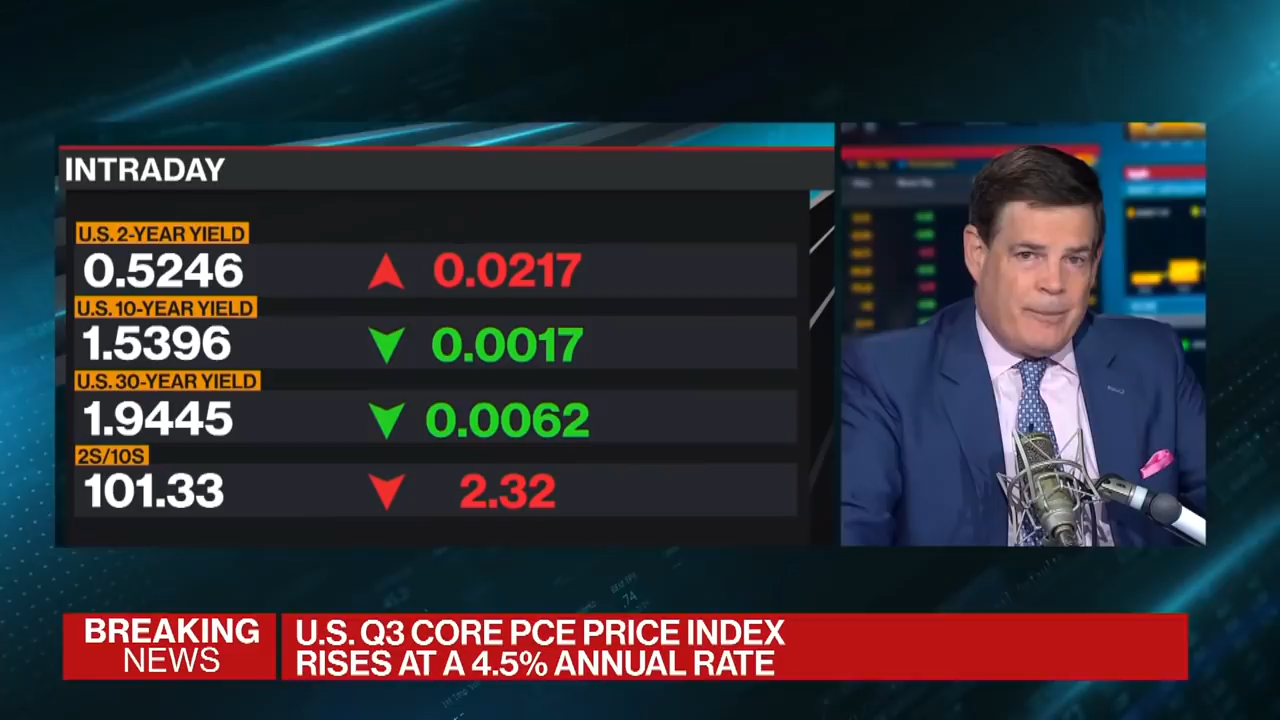 INTRADAY
U.S. 2-YEAR YIELD
0.5246 0.0217
U.S. 10-YEAR YIELD
1.5396 0.0017
U.S. 30-YEAR YIELD
1.9445 0.0062
2S/10S
101.33 2.32
BREAKING
NEWS
U.S. Q3 CORE PCE PRICE INDEX
RISES AT A 4.5% ANNUAL RATE